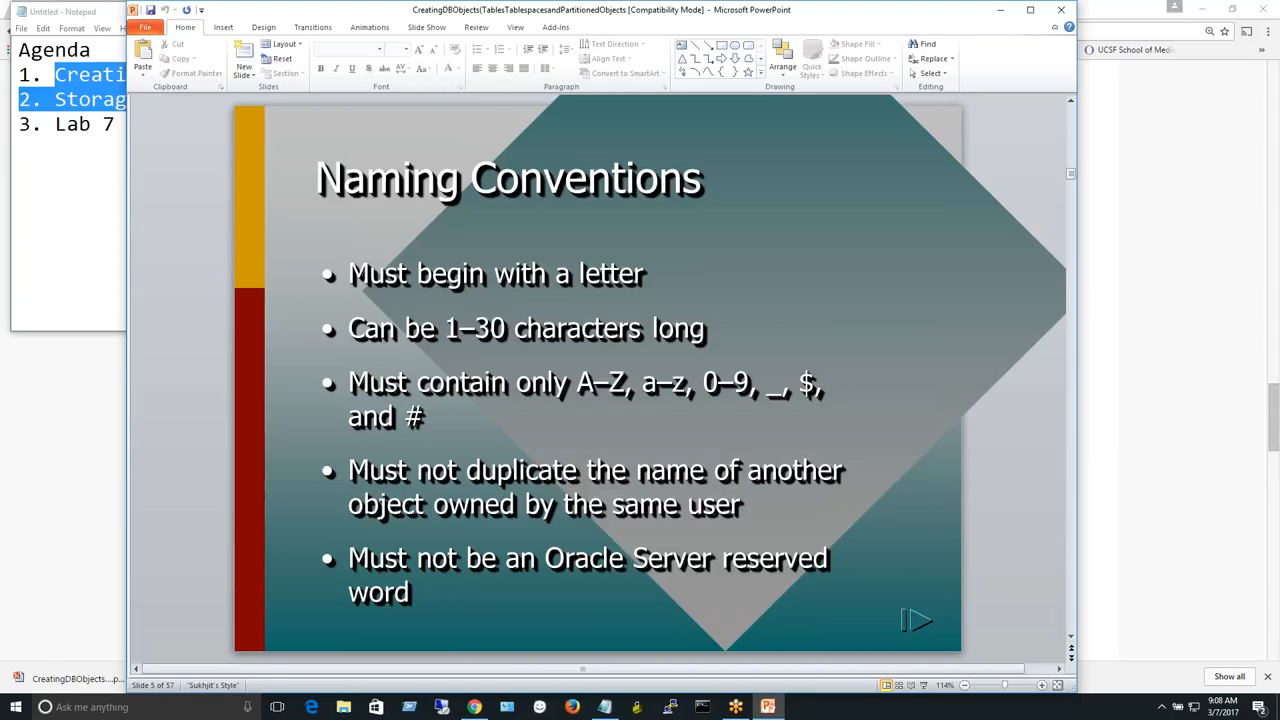 Untitled - Notepad
File Edit Format View
Agenda
1. Creati
2. Storag
3. Lab 7
CreatingDBObjects(TablesTablespacesandPartitionedObjects [Compatibility Mode] - Microsoft PowerPoint
File Home Insert Design Transitions Animations Slide Show Review View Add-Ins
Paste
Cut
Copy
Format Painter
Clipboard
New Slide
Layout
Reset
Section
Slides
Font
Text Direction
Align Text
Convert to SmartArt
Paragraph
Arrange
Quick Styles
Shape Fill
Shape Outline
Shape Effects
Drawing
Find
Replace
Select
Editing
UCSF School of Medi
Naming Conventions
• Must begin with a letter
• Can be 1–30 characters long
• Must contain only A–Z, a–z, 0–9, _, $,
and #
• Must not duplicate the name of another
object owned by the same user
• Must not be an Oracle Server reserved
word
CreatingDBObjects....p...
Show all
Slide 5 of 57 "Sukhjit's Style" 114%
Ask me anything
9:08 AM
3/7/2017